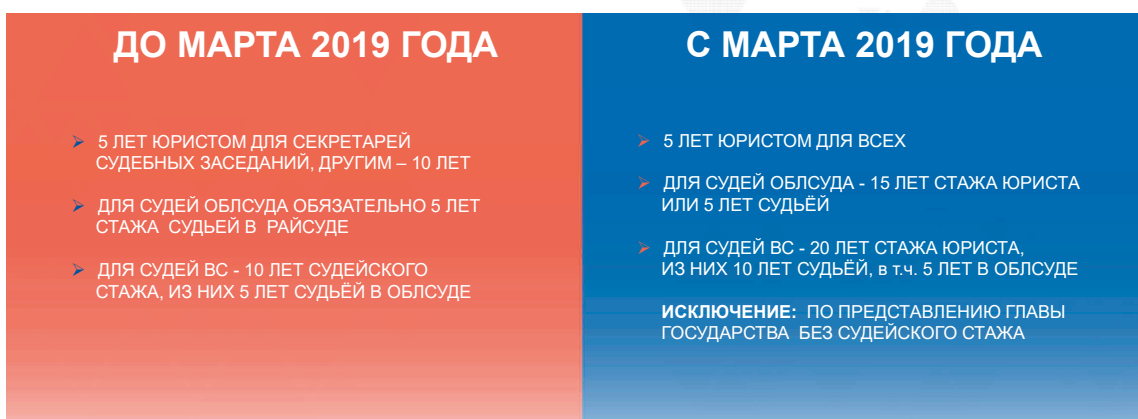 ДО МАРТА 2019 ГОДА
➢ 5 ЛЕТ ЮРИСТОМ ДЛЯ СЕКРЕТАРЕЙ
СУДЕБНЫХ ЗАСЕДАНИЙ, ДРУГИМ – 10 ЛЕТ
➢ ДЛЯ СУДЕЙ ОБЛСУДА ОБЯЗАТЕЛЬНО 5 ЛЕТ
СТАЖА СУДЬЕЙ В РАЙСУДЕ
➢ ДЛЯ СУДЕЙ ВС - 10 ЛЕТ СУДЕЙСКОГО
СТАЖА, ИЗ НИХ 5 ЛЕТ СУДЬЁЙ В ОБЛСУДЕ
С МАРТА 2019 ГОДА
➢ 5 ЛЕТ ЮРИСТОМ ДЛЯ ВСЕХ
➢ ДЛЯ СУДЕЙ ОБЛСУДА - 15 ЛЕТ СТАЖА ЮРИСТА
ИЛИ 5 ЛЕТ СУДЬЁЙ
➢ ДЛЯ СУДЕЙ ВС - 20 ЛЕТ СТАЖА ЮРИСТА,
ИЗ НИХ 10 ЛЕТ СУДЬЁЙ, в т.ч. 5 ЛЕТ В ОБЛСУДЕ
ИСКЛЮЧЕНИЕ: ПО ПРЕДСТАВЛЕНИЮ ГЛАВЫ
ГОСУДАРСТВА БЕЗ СУДЕЙСКОГО СТАЖА